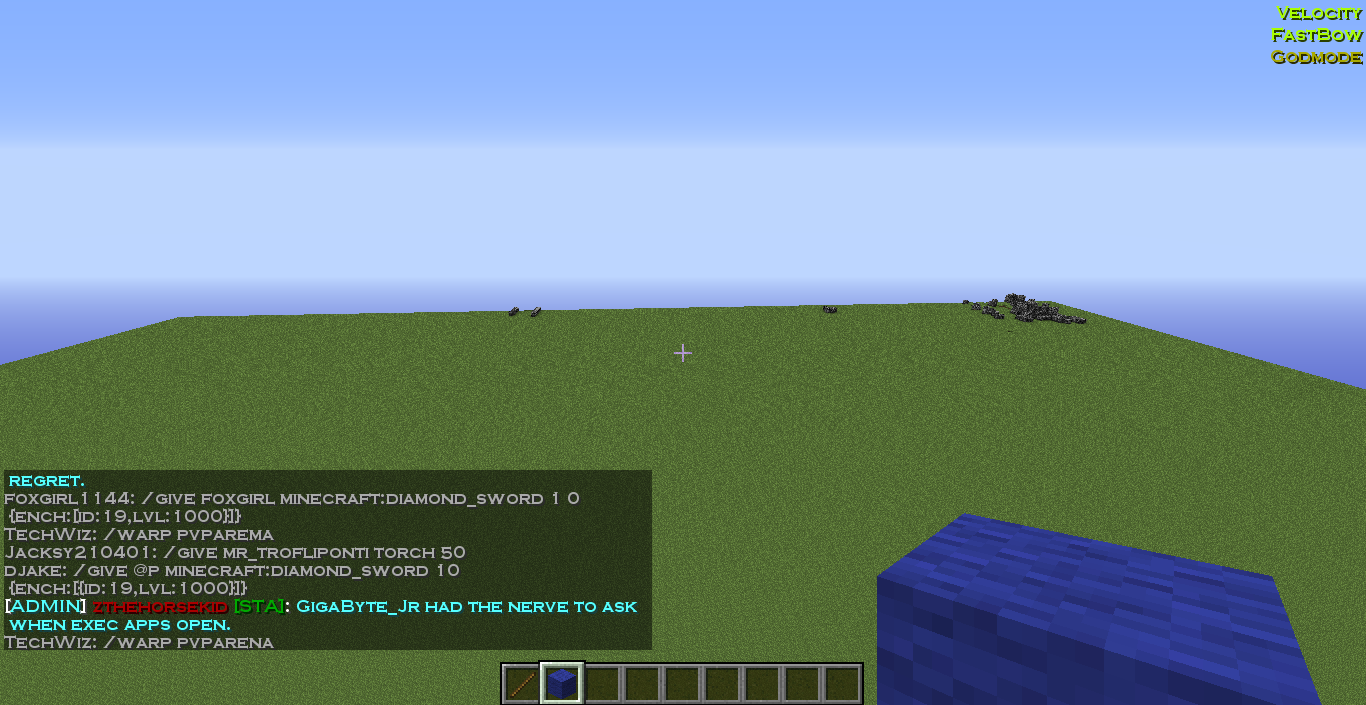 Velocity
FastBow
Godmode
regret.
foxgirl1144: /give foxgirl minecraft:diamond_sword 1 0
{ench:[id:19,lvl:1000}]}
TechWiz: /warp pvparema
Jacksy210401: /give mr_trofliponti torch 50
djake: /give @p minecraft:diamond_sword 10
{ench:[{id:19,lvl:1000}]}
[ADMIN] zthehorsekid [STA]: GigaByte_Jr had the nerve to ask
when exec apps open.
TechWiz: /warp pvparena